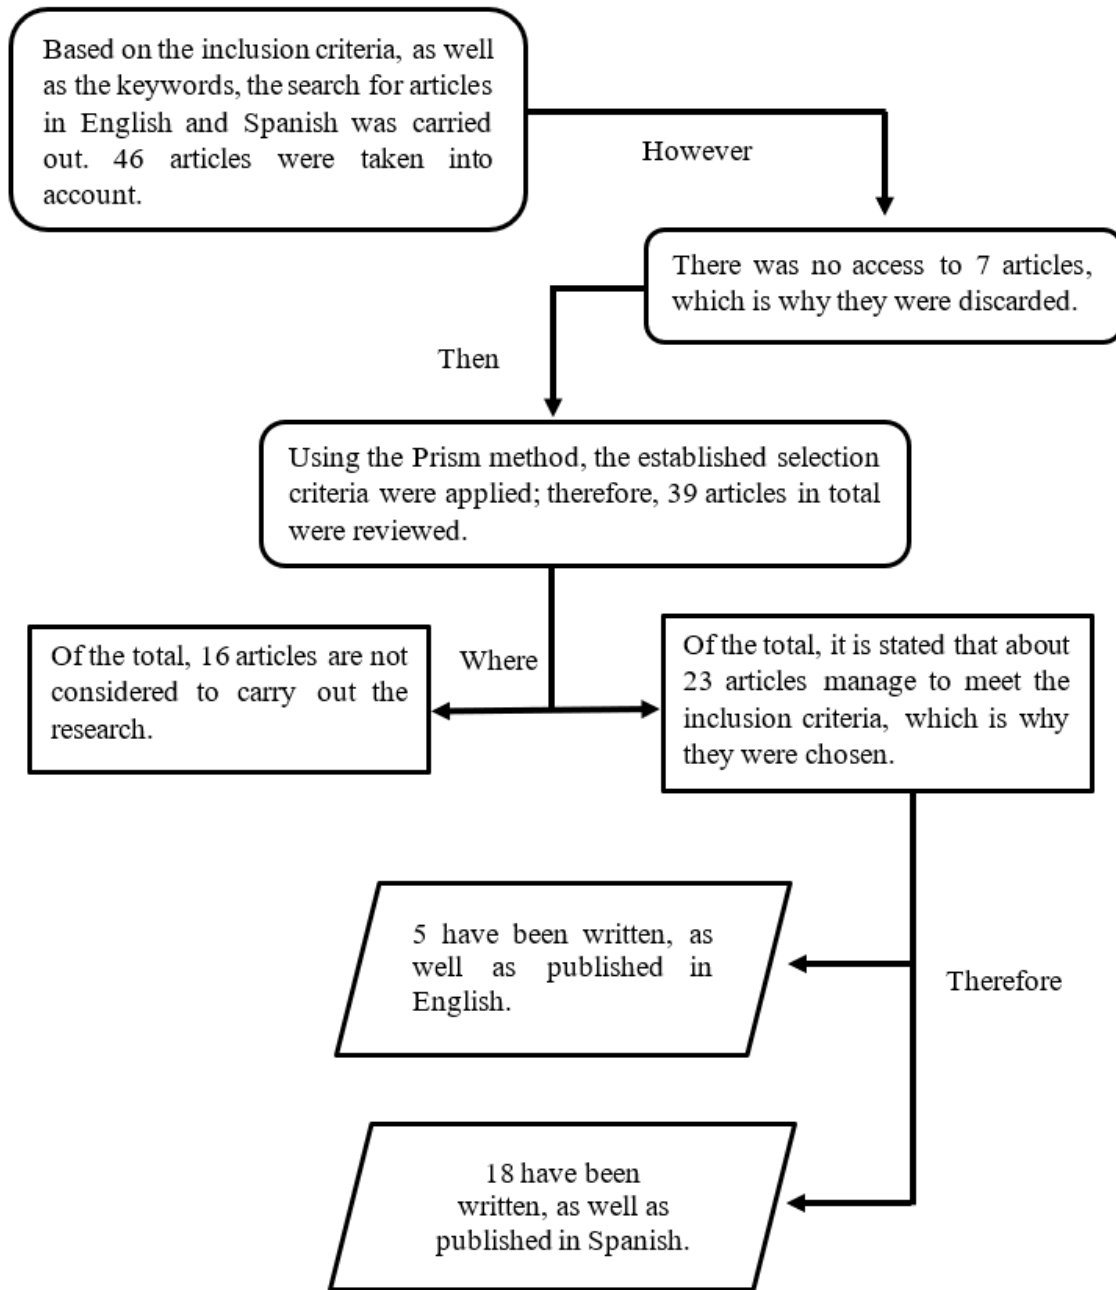 Based on the inclusion criteria, as well
as the keywords, the search for articles
in English and Spanish was carried
out. 46 articles were taken into
account.
However
There was no access to 7 articles,
which is why they were discarded.
Then
Using the Prism method, the established selection
criteria were applied; therefore, 39 articles in total
were reviewed.
Where
Of the total, 16 articles are not
considered to carry out the
research.
Of the total, it is stated that about
23 articles manage to meet the
inclusion criteria, which is why
they were chosen.
Therefore
5 have been written, as
well as published in
English.
18 have been
written, as well as
published in Spanish.